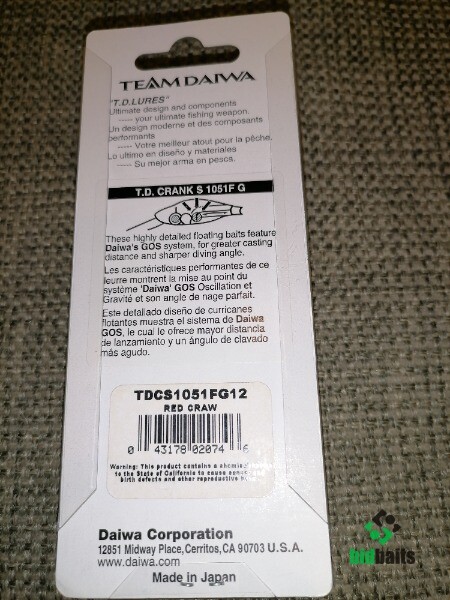 TEAMDAIWA
"T.D.LURES"
Ultimate design and components
----- your ultimate fishing weapon.
Un design moderne et des composants
performants
----- Votre meilleur atout pour la pêche.
Lo ultimo en diseño y materiales
----- Su mejor arma en pesca.
T.D. CRANK S 1051F G
These highly detailed floating baits feature
Daiwa's GOS system, for greater casting
distance and sharper diving angle.
Les caractéristiques performantes de ce
leurre montrent la mise au point du
système 'Daiwa' GOS Oscillation et
Gravité et son angle de nage parfait.
Este detallado diseño de curricanes
flotantes muestra el sistema de Daiwa
GOS, le cual le ofrece mayor distancia
de lanzamiento y un ángulo de clavado
más agudo.
TDCS1051FG12
RED CRAW
0 43178 02074 6
Warning: This product contains a chemical
to the State of California to cause
birth defects and other reproductive
Daiwa Corporation
12851 Midway Place, Cerritos, CA 90703 U.S.A.
www.daiwa.com
Made in Japan
baits